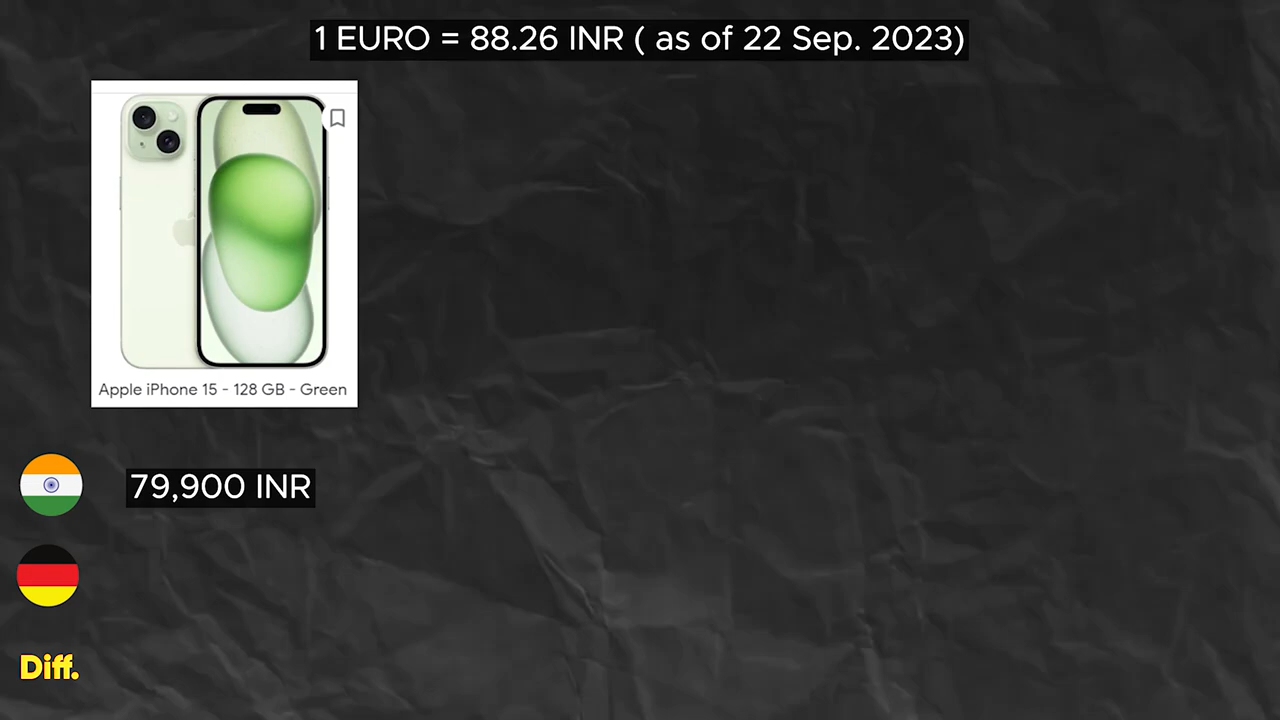 1 EURO = 88.26 INR ( as of 22 Sep. 2023)
Apple iPhone 15 - 128 GB - Green
79,900 INR
Diff.